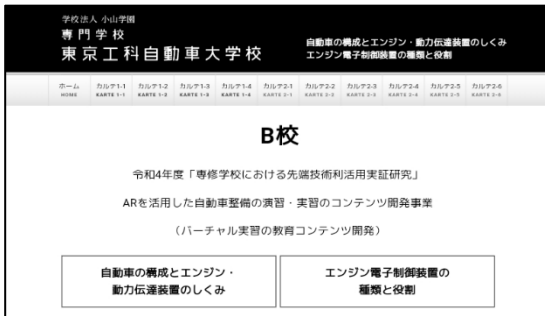 学校法人 小山学園
専門学校
東京工科自動車大学校
自動車の構成とエンジン・動力伝達装置のしくみ
エンジン電子制御装置の種類と役割
ホーム カルテ1-1 カルテ1-2 カルテ1-3 カルテ1-4 カルテ2-1 カルテ2-2 カルテ2-3 カルテ2-4 カルテ2-5 カルテ2-6
HOME KARTE 1-1 KARTE 1-2 KARTE 1-3 KARTE 1-4 KARTE 2-1 KARTE 2-2 KARTE 2-3 KARTE 2-4 KARTE 2-5 KARTE 2-6
B校
令和4年度「専修学校における先端技術利活用実証研究」
ARを活用した自動車整備の演習・実習のコンテンツ開発事業
（バーチャル実習の教育コンテンツ開発）
自動車の構成とエンジン・
動力伝達装置のしくみ
エンジン電子制御装置の
種類と役割